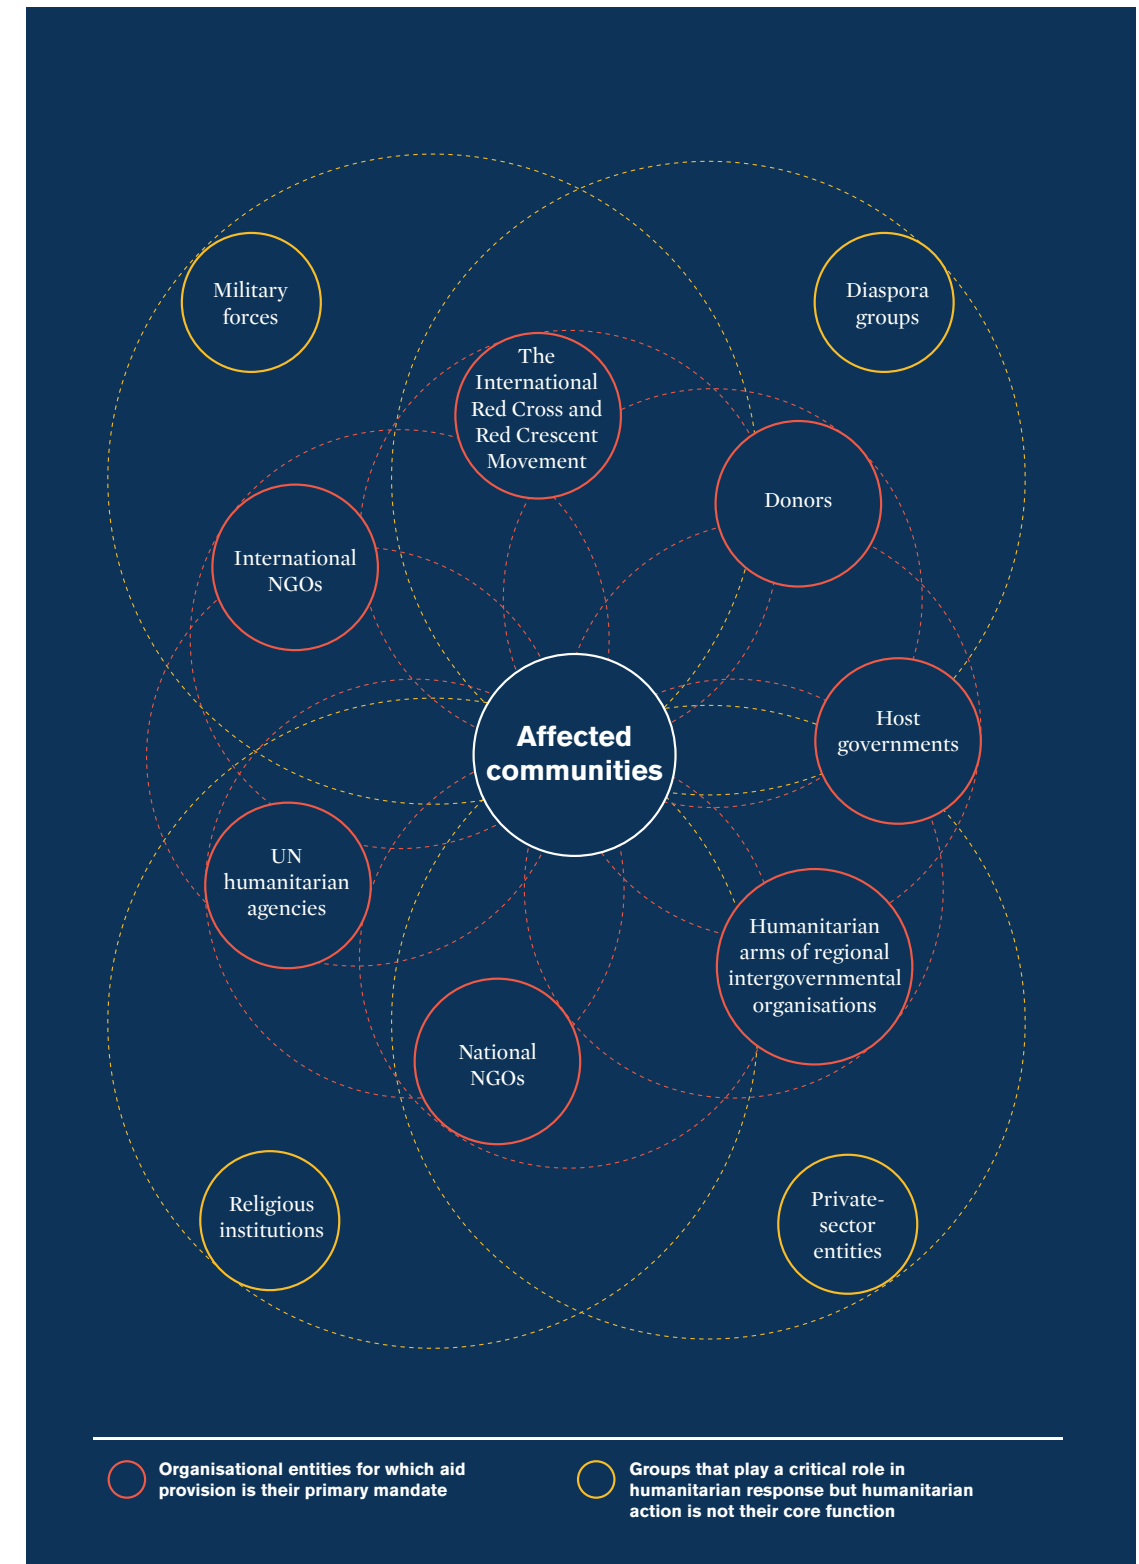 Military
forces
Diaspora
groups
The
International
Red Cross and
Red Crescent
Movement
Donors
International
NGOs
Host
governments
Affected
communities
UN
humanitarian
agencies
Humanitarian
arms of regional
intergovernmental
organisations
National
NGOs
Religious
institutions
Private-
sector
entities
Organisational entities for which aid
provision is their primary mandate
Groups that play a critical role in
humanitarian response but humanitarian
action is not their core function